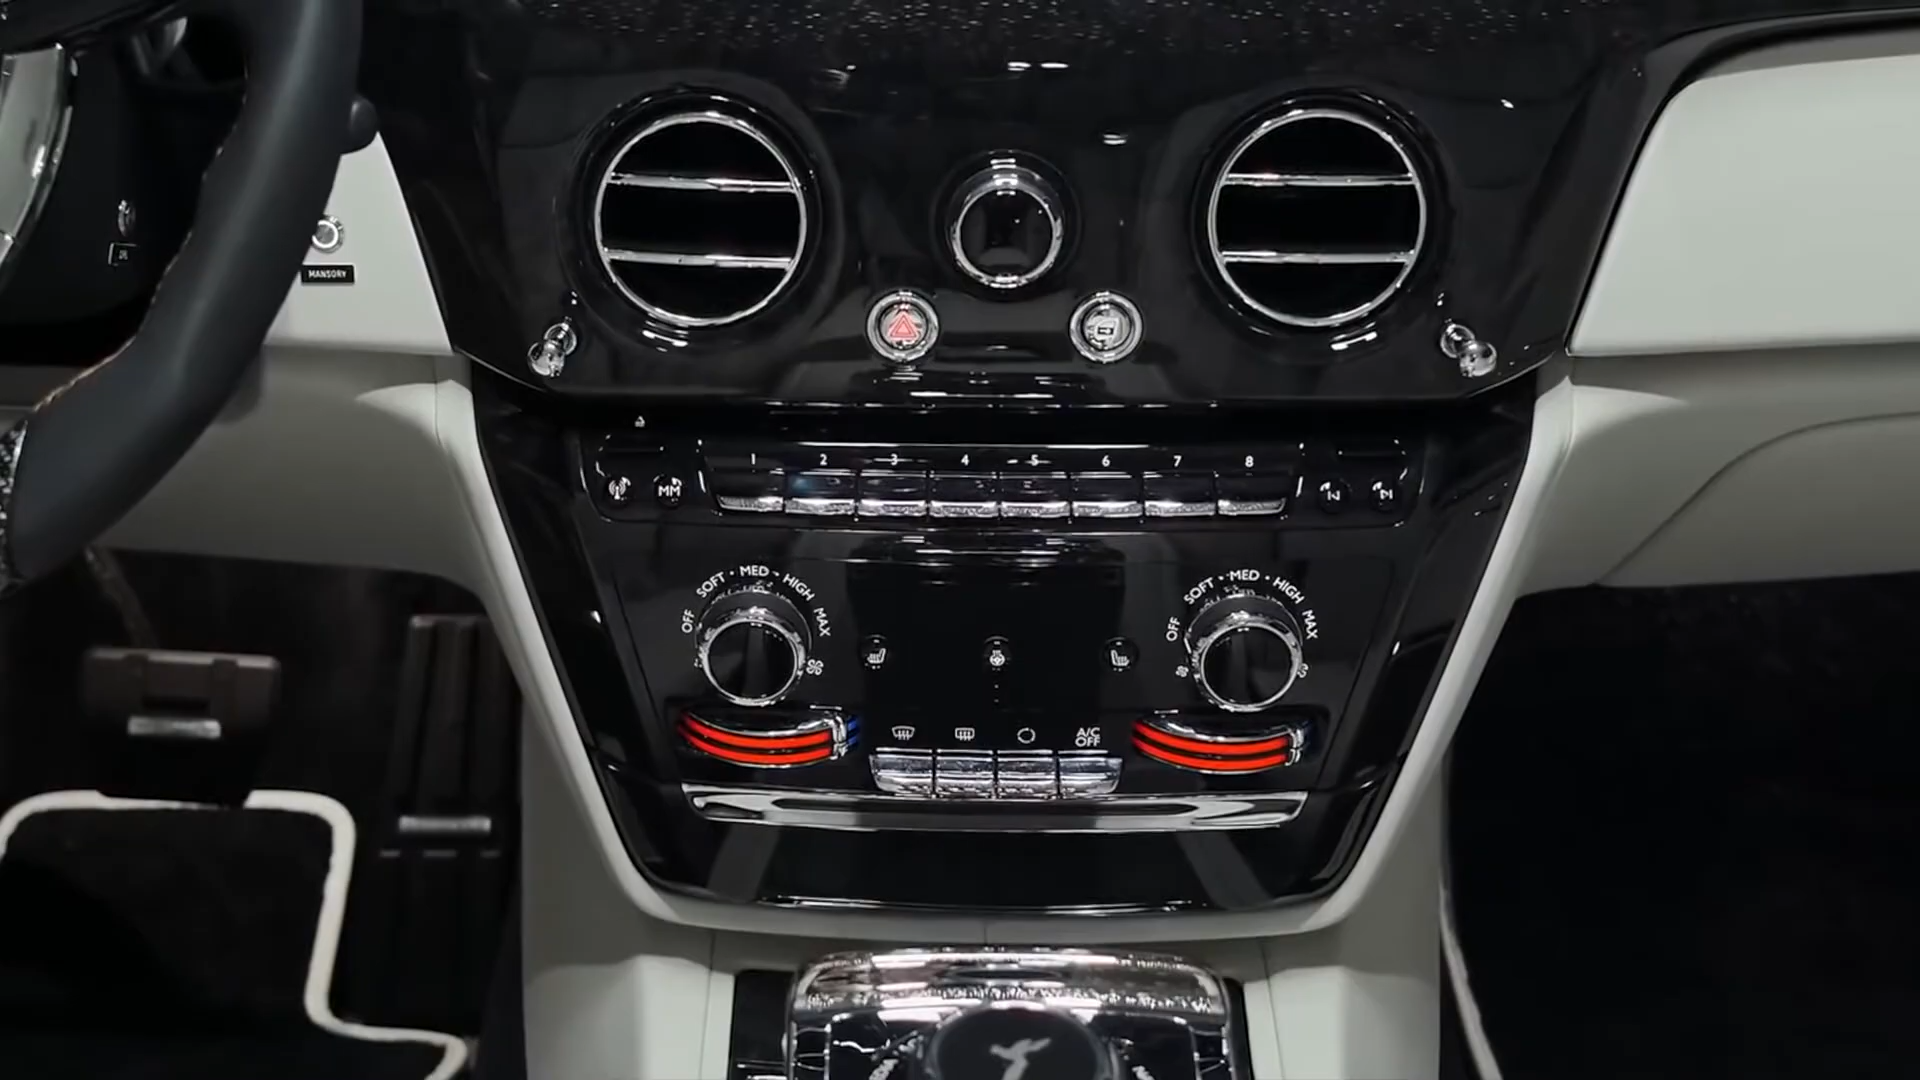 MANSORY
1 2 3 4 5 6 7 8
MM
OFF SOFT • MED • HIGH MAX
OFF SOFT • MED • HIGH MAX
A/C
OFF